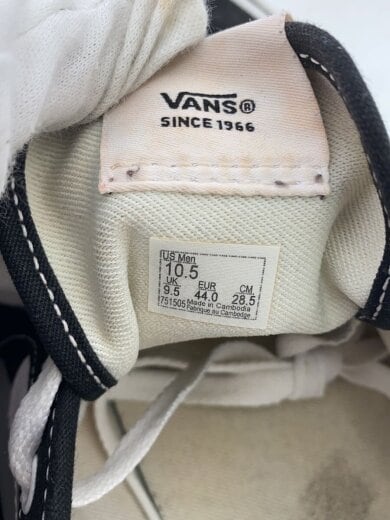 VANS®
SINCE 1966
US Men
10.5
UK EUR CM
9.5 44.0 28.5
751505 Made in Cambodia
Fabriqué au Cambodge